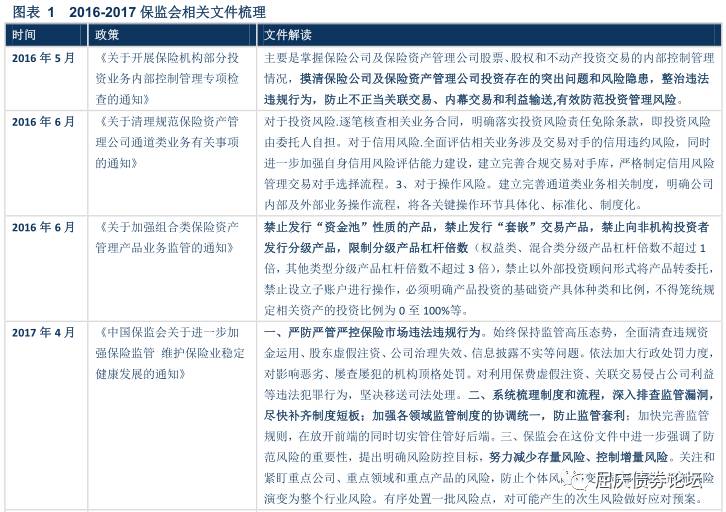 图表 1 2016-2017 保监会相关文件梳理
时间 政策 文件解读
2016 年 5 月
《关于开展保险机构部分投
资业务内部控制管理专项检
查的通知》
主要是掌握保险公司及保险资产管理公司股票、股权和不动产投资交易的内部控制管理
情况，摸清保险公司及保险资产管理公司投资存在的突出问题和风险隐患，整治违法
违规行为，防止不正当关联交易、内幕交易和利益输送,有效防范投资管理风险。
2016 年 6 月
《关于清理规范保险资产管
理公司通道类业务有关事项
的通知》
对于投资风险.逐笔核查相关业务合同，明确落实投资风险责任免除条款，即投资风险
由委托人自担。对于信用风险.全面评估相关业务涉及交易对手的信用违约风险，同时
进一步加强自身信用风险评估能力建设，建立完善合规交易对手库，严格制定信用风险
管理交易对手选择流程。3、对于操作风险。建立完善通道类业务相关制度，明确公司
内部及外部业务操作流程，将各关键操作环节具体化、标准化、制度化。
2016 年 6 月
《关于加强组合类保险资产
管理产品业务监管的通知》
禁止发行“资金池”性质的产品，禁止发行“套嵌”交易产品，禁止向非机构投资者
发行分级产品，限制分级产品杠杆倍数（权益类、混合类分级产品杠杆倍数不超过 1
倍，其他类型分级产品杠杆倍数不超过 3 倍），禁止以外部投资顾问形式将产品转委托，
禁止设立子账户进行操作，必须明确产品投资的基础资产具体种类和比例，不得笼统规
定相关资产的投资比例为 0 至 100%等。
2017 年 4 月
《中国保监会关于进一步加
强保险监管 维护保险业稳定
健康发展的通知》
一、严防严管严控保险市场违法违规行为。始终保持监管高压态势，全面清查违规资
金运用、股东虚假注资、公司治理失效、信息披露不实等问题。依法加大行政处罚力度，
对影响恶劣、屡查屡犯的机构顶格处罚。对利用保费虚假注资、关联交易侵占公司利益
等违法犯罪行为，坚决移送司法处理。二、系统梳理制度和流程，深入排查监管漏洞，
尽快补齐制度短板；加强各领域监管制度的协调统一，防止监管套利；加快完善监管
规则，在放开前端的同时切实管住管好后端。三、保监会在这份文件中进一步强调了防
范风险的重要性，提出明确风险防控目标，努力减少存量风险、控制增量风险。关注和
紧盯重点公司、重点领域和重点产品的风险，防止个体风险 变 风险
演变为整个行业风险。有序处置一批风险点，对可能产生的次生风险做好应对预案。
屈庆债券论坛